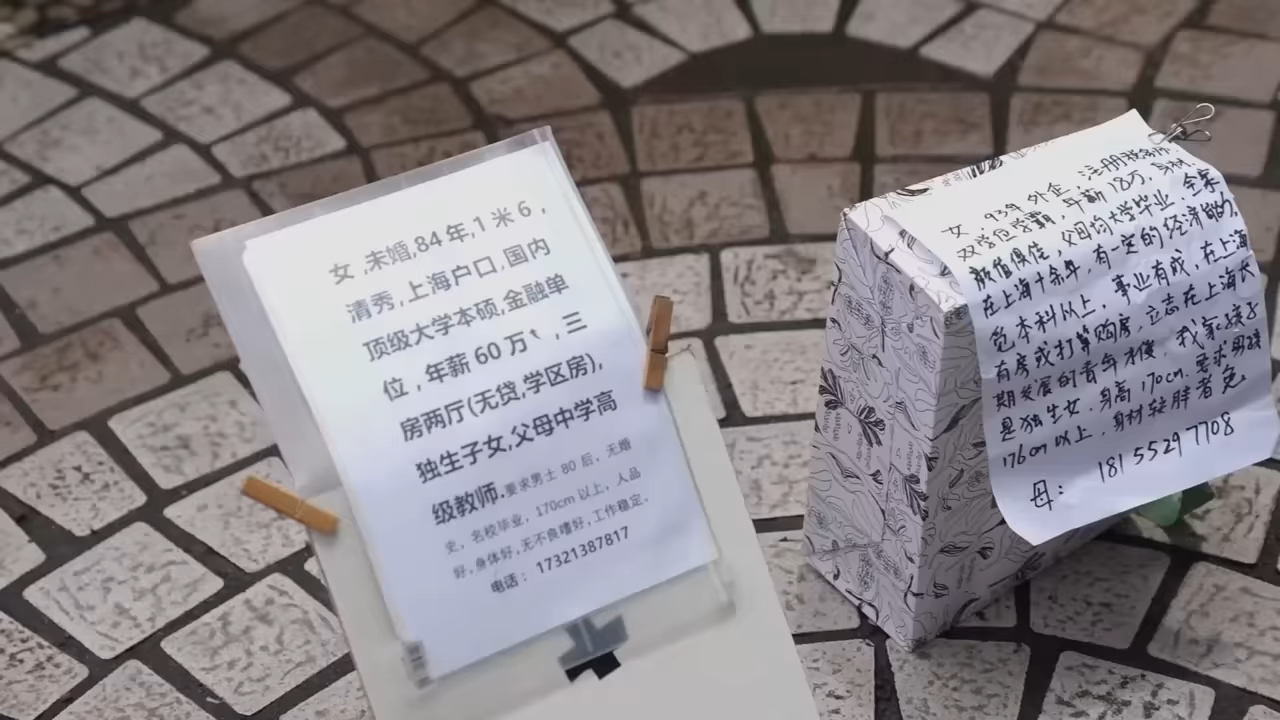 女,未婚,84年,1米6,
清秀,上海户口,国内
顶级大学本硕,金融单
位,年薪60万,三
房两厅(无贷,学区房),
独生子女,父母中学高
级教师.要求男士80后,无婚
史,名校毕业,170cm以上,人品
好,身体好,无不良嗜好,工作稳定.
电话:17321387817
女,93年,外企,注册税务师,
双学位学霸,年薪18万,身材.
颜值俱佳,父母均大学毕业,全家
在上海十余年,有一定的经济能力.
觅本科以上,事业有成,在上海
有房或打算购房,立志在上海长
期发展的青年才俊,我家孩子
是独生女,身高170cm.要求男孩
176cm以上,身材较胖者免
母:18155297708